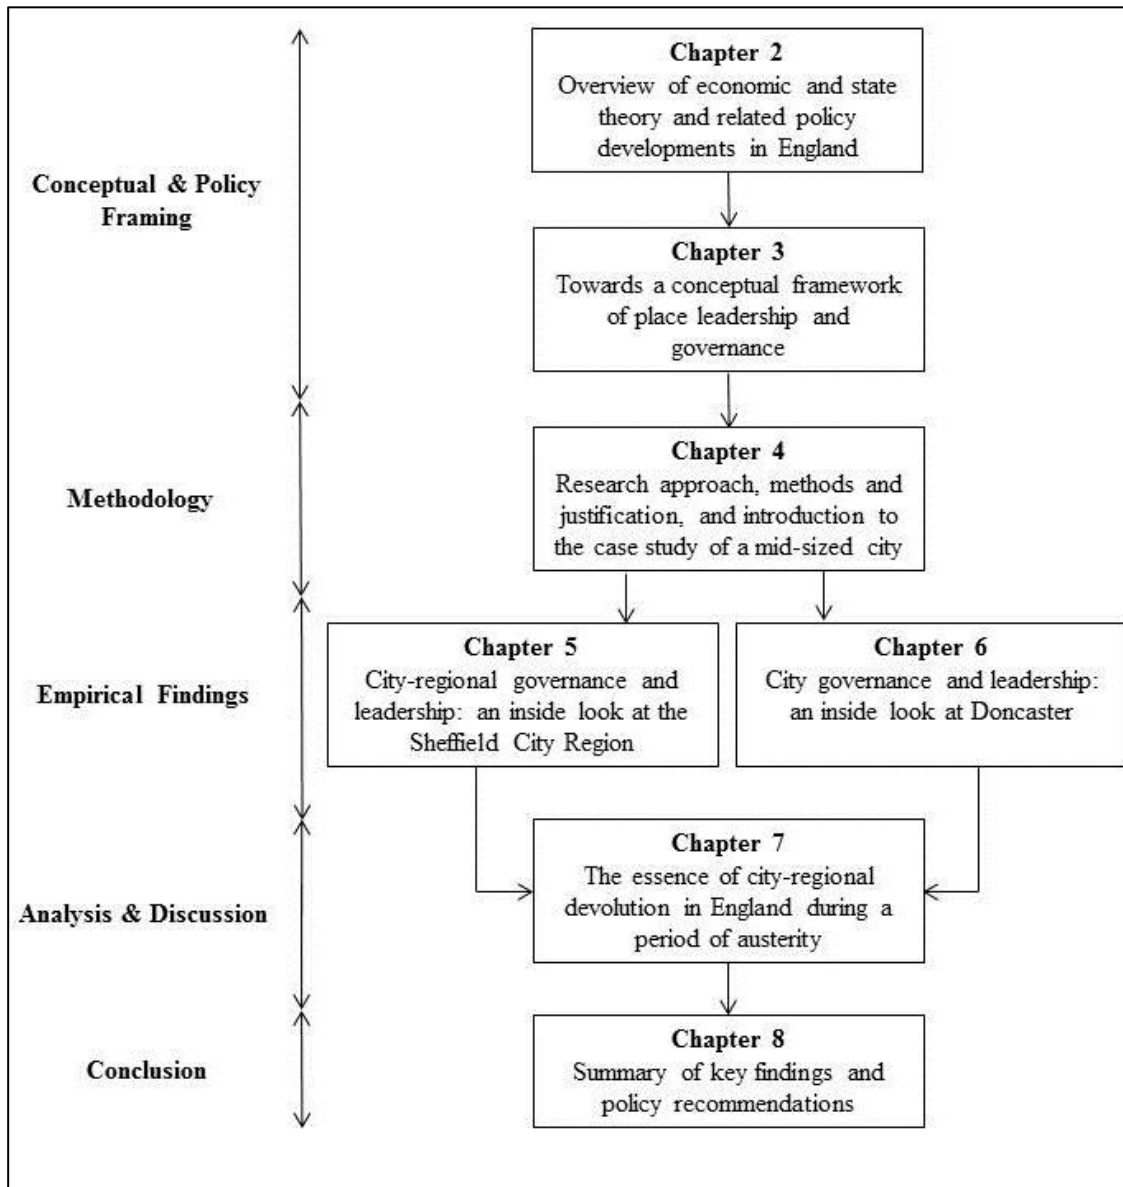 Chapter 2
Overview of economic and state
theory and related policy
developments in England
Conceptual & Policy
Framing
Chapter 3
Towards a conceptual framework
of place leadership and
governance
Chapter 4
Research approach, methods and
justification, and introduction to
the case study of a mid-sized city
Methodology
Chapter 5
City-regional governance and
leadership: an inside look at the
Sheffield City Region
Chapter 6
City governance and leadership:
an inside look at Doncaster
Empirical Findings
Chapter 7
The essence of city-regional
devolution in England during a
period of austerity
Analysis & Discussion
Chapter 8
Summary of key findings and
policy recommendations
Conclusion